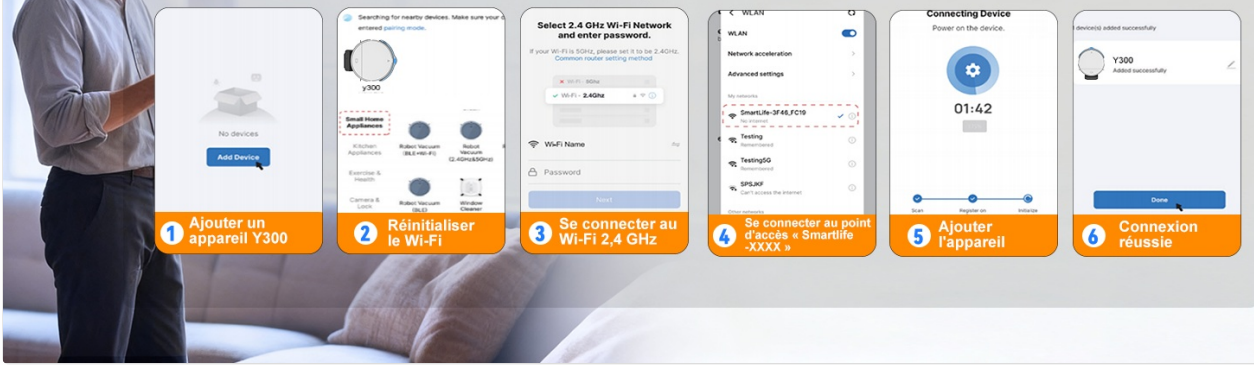 No devices
Add Device
1 Ajouter un
appareil Y300
Searching for nearby devices. Make sure your
entered pairing mode.
y300
Small Home
Appliances
Kitchen
Appliances
Exercise &
Health
Camera &
Lock
Robot Vacuum
(BLE+Wi-Fi)
Robot
Vacuum
(2.4GHz&5GHz)
Robot Vacuum
(BLE)
Window
Cleaner
2 Réinitialiser
le Wi-Fi
Select 2.4 GHz Wi-Fi Network
and enter password.
If your Wi-Fi is 5GHz, please set it to be 2.4GHz.
Common router setting method
Wi-Fi - 5Ghz
Wi-Fi - 2.4Ghz
Wi-Fi Name
Password
Next
3 Se connecter au
Wi-Fi 2,4 GHz
WLAN
WLAN
Network acceleration
Advanced settings
My networks
SmartLife-3F46_FC19
No internet
Testing
Remembered
Testing5G
Remembered
SPSJKF
Can't access the internet
Other networks
4 Se connecter au point
d'accès « Smartlife
-XXXX »
Connecting Device
Power on the device.
01:42
Scan
Register on
Initialize
5 Ajouter
l'appareil
device(s) added successfully
Y300
Added successfully
Done
6 Connexion
réussie